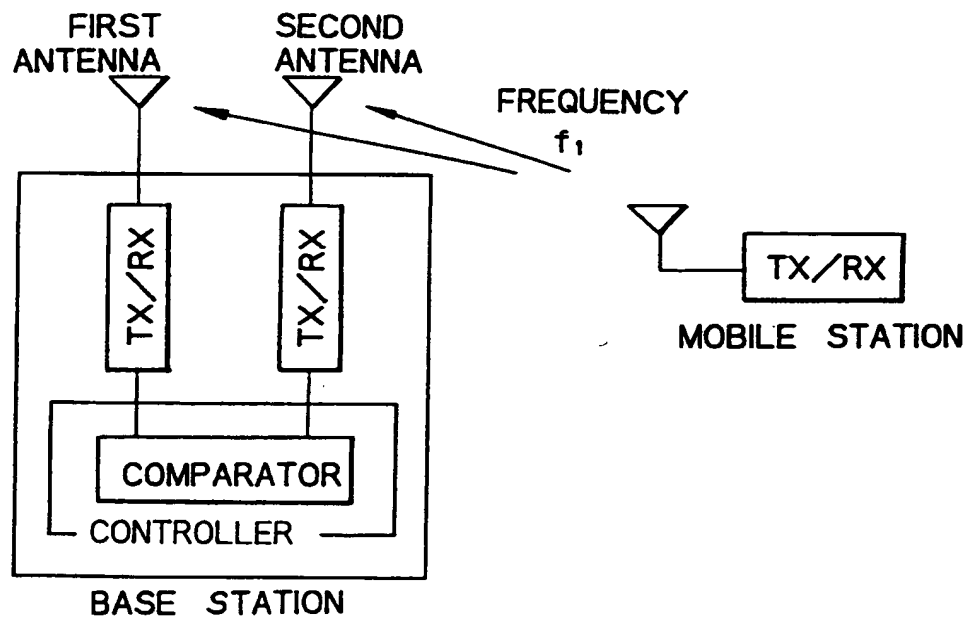 FIRST ANTENNA
SECOND ANTENNA
FREQUENCY
f1
TX/RX
TX/RX
TX/RX
MOBILE STATION
COMPARATOR
CONTROLLER
BASE STATION